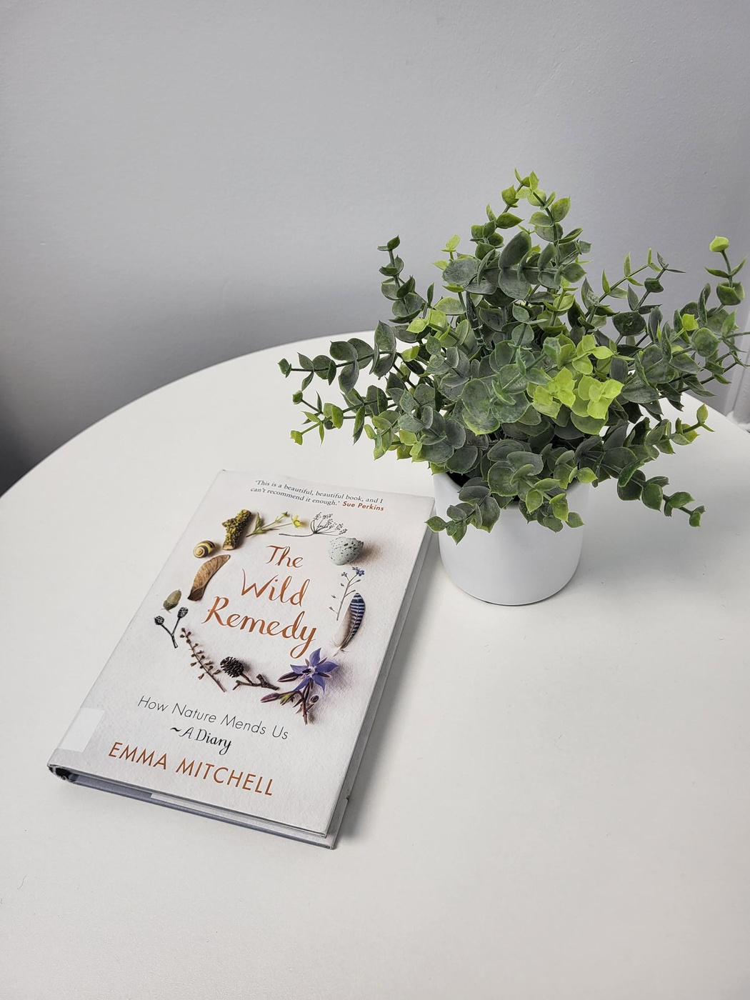 'This is a beautiful, beautiful book, and I
can't recommend it enough.' Sue Perkins
The
Wild
Remedy
How Nature Mends Us
~A Diary
EMMA MITCHELL